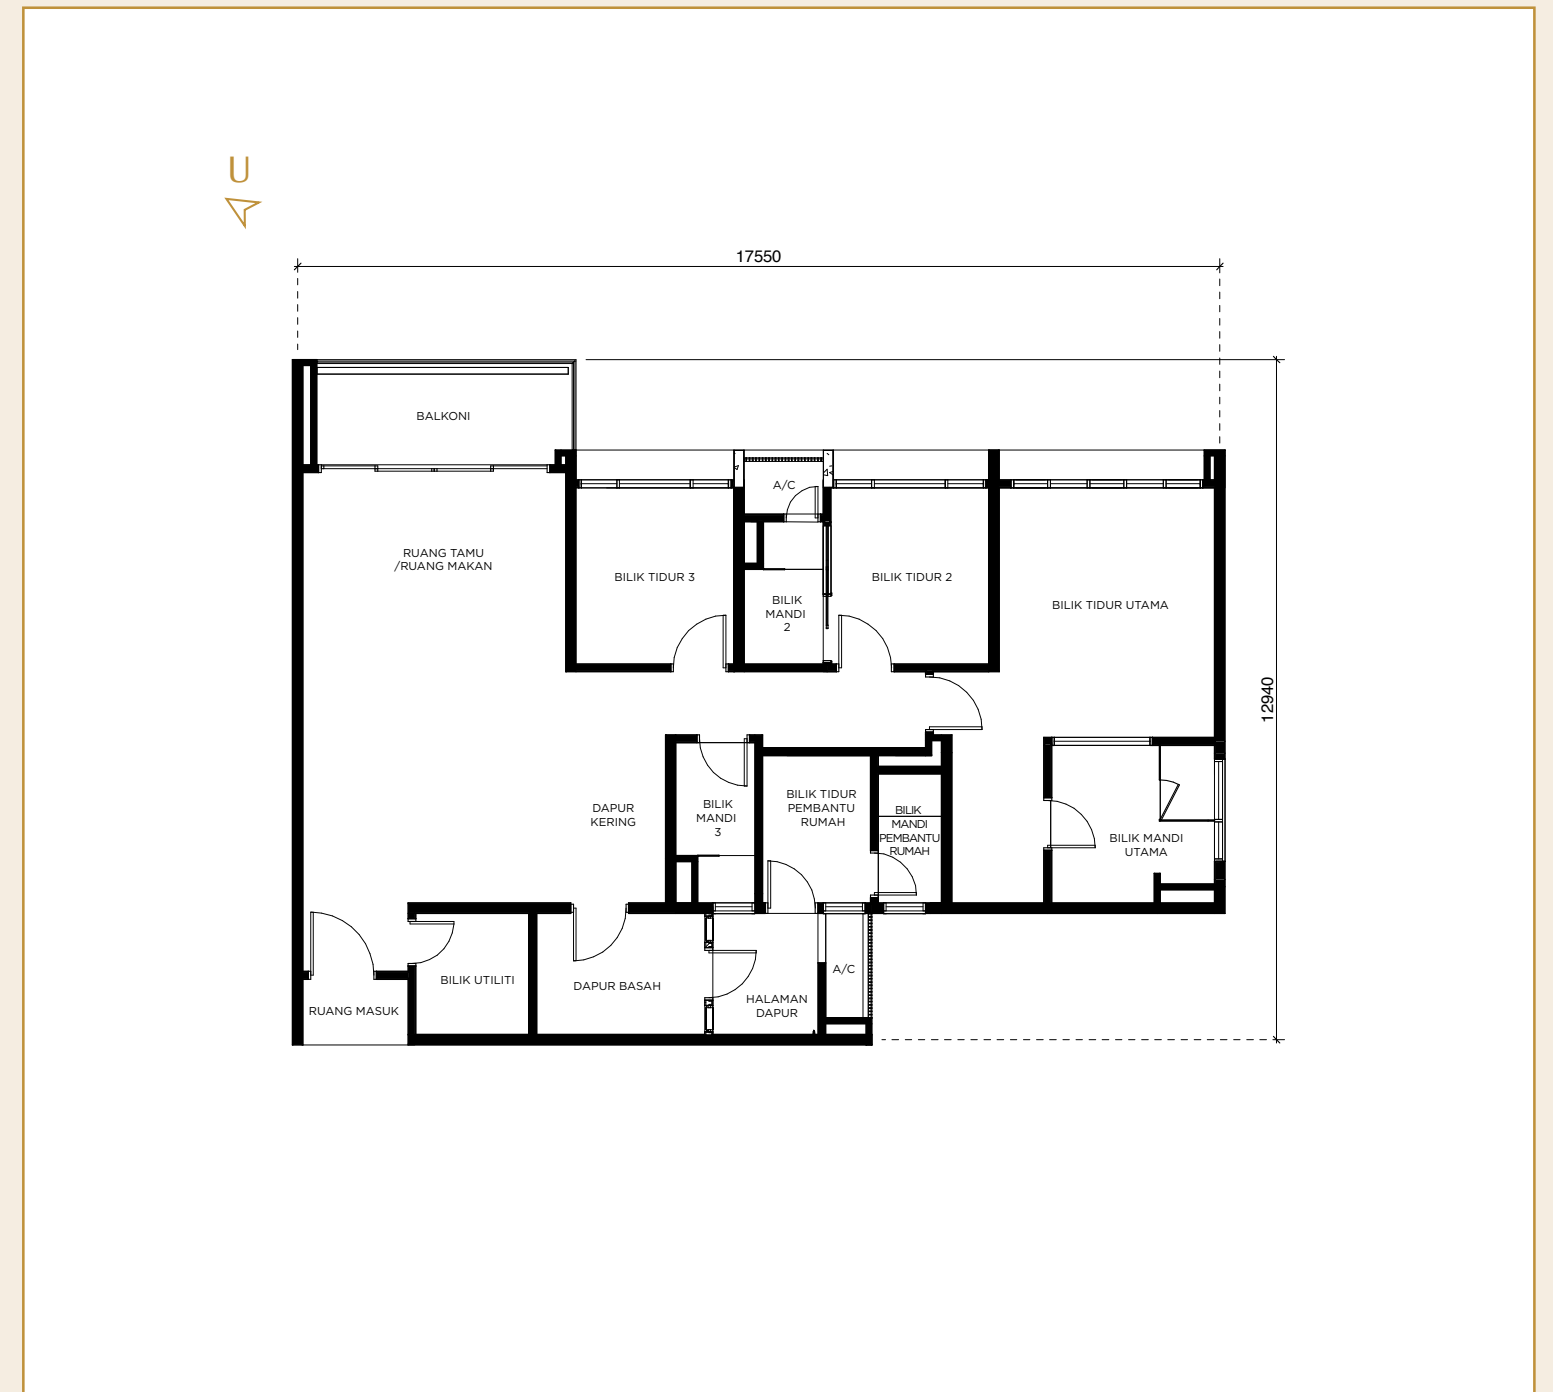 U
17550
BALKONI
A/C
RUANG TAMU
/RUANG MAKAN
BILIK TIDUR 3
BILIK TIDUR 2
BILIK
MANDI
2
BILIK TIDUR UTAMA
12940
DAPUR
KERING
BILIK
MANDI
3
BILIK TIDUR
PEMBANTU
RUMAH
BILIK
MANDI
PEMBANTU
RUMAH
BILIK MANDI
UTAMA
BILIK UTILITI
DAPUR BASAH
A/C
HALAMAN
DAPUR
RUANG MASUK